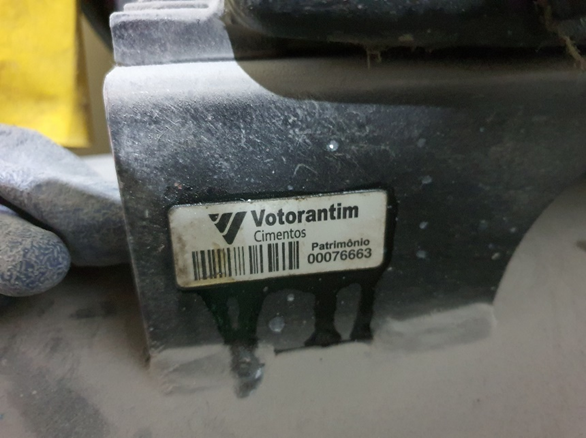 Votorantim
Cimentos
Patrimônio
00076663